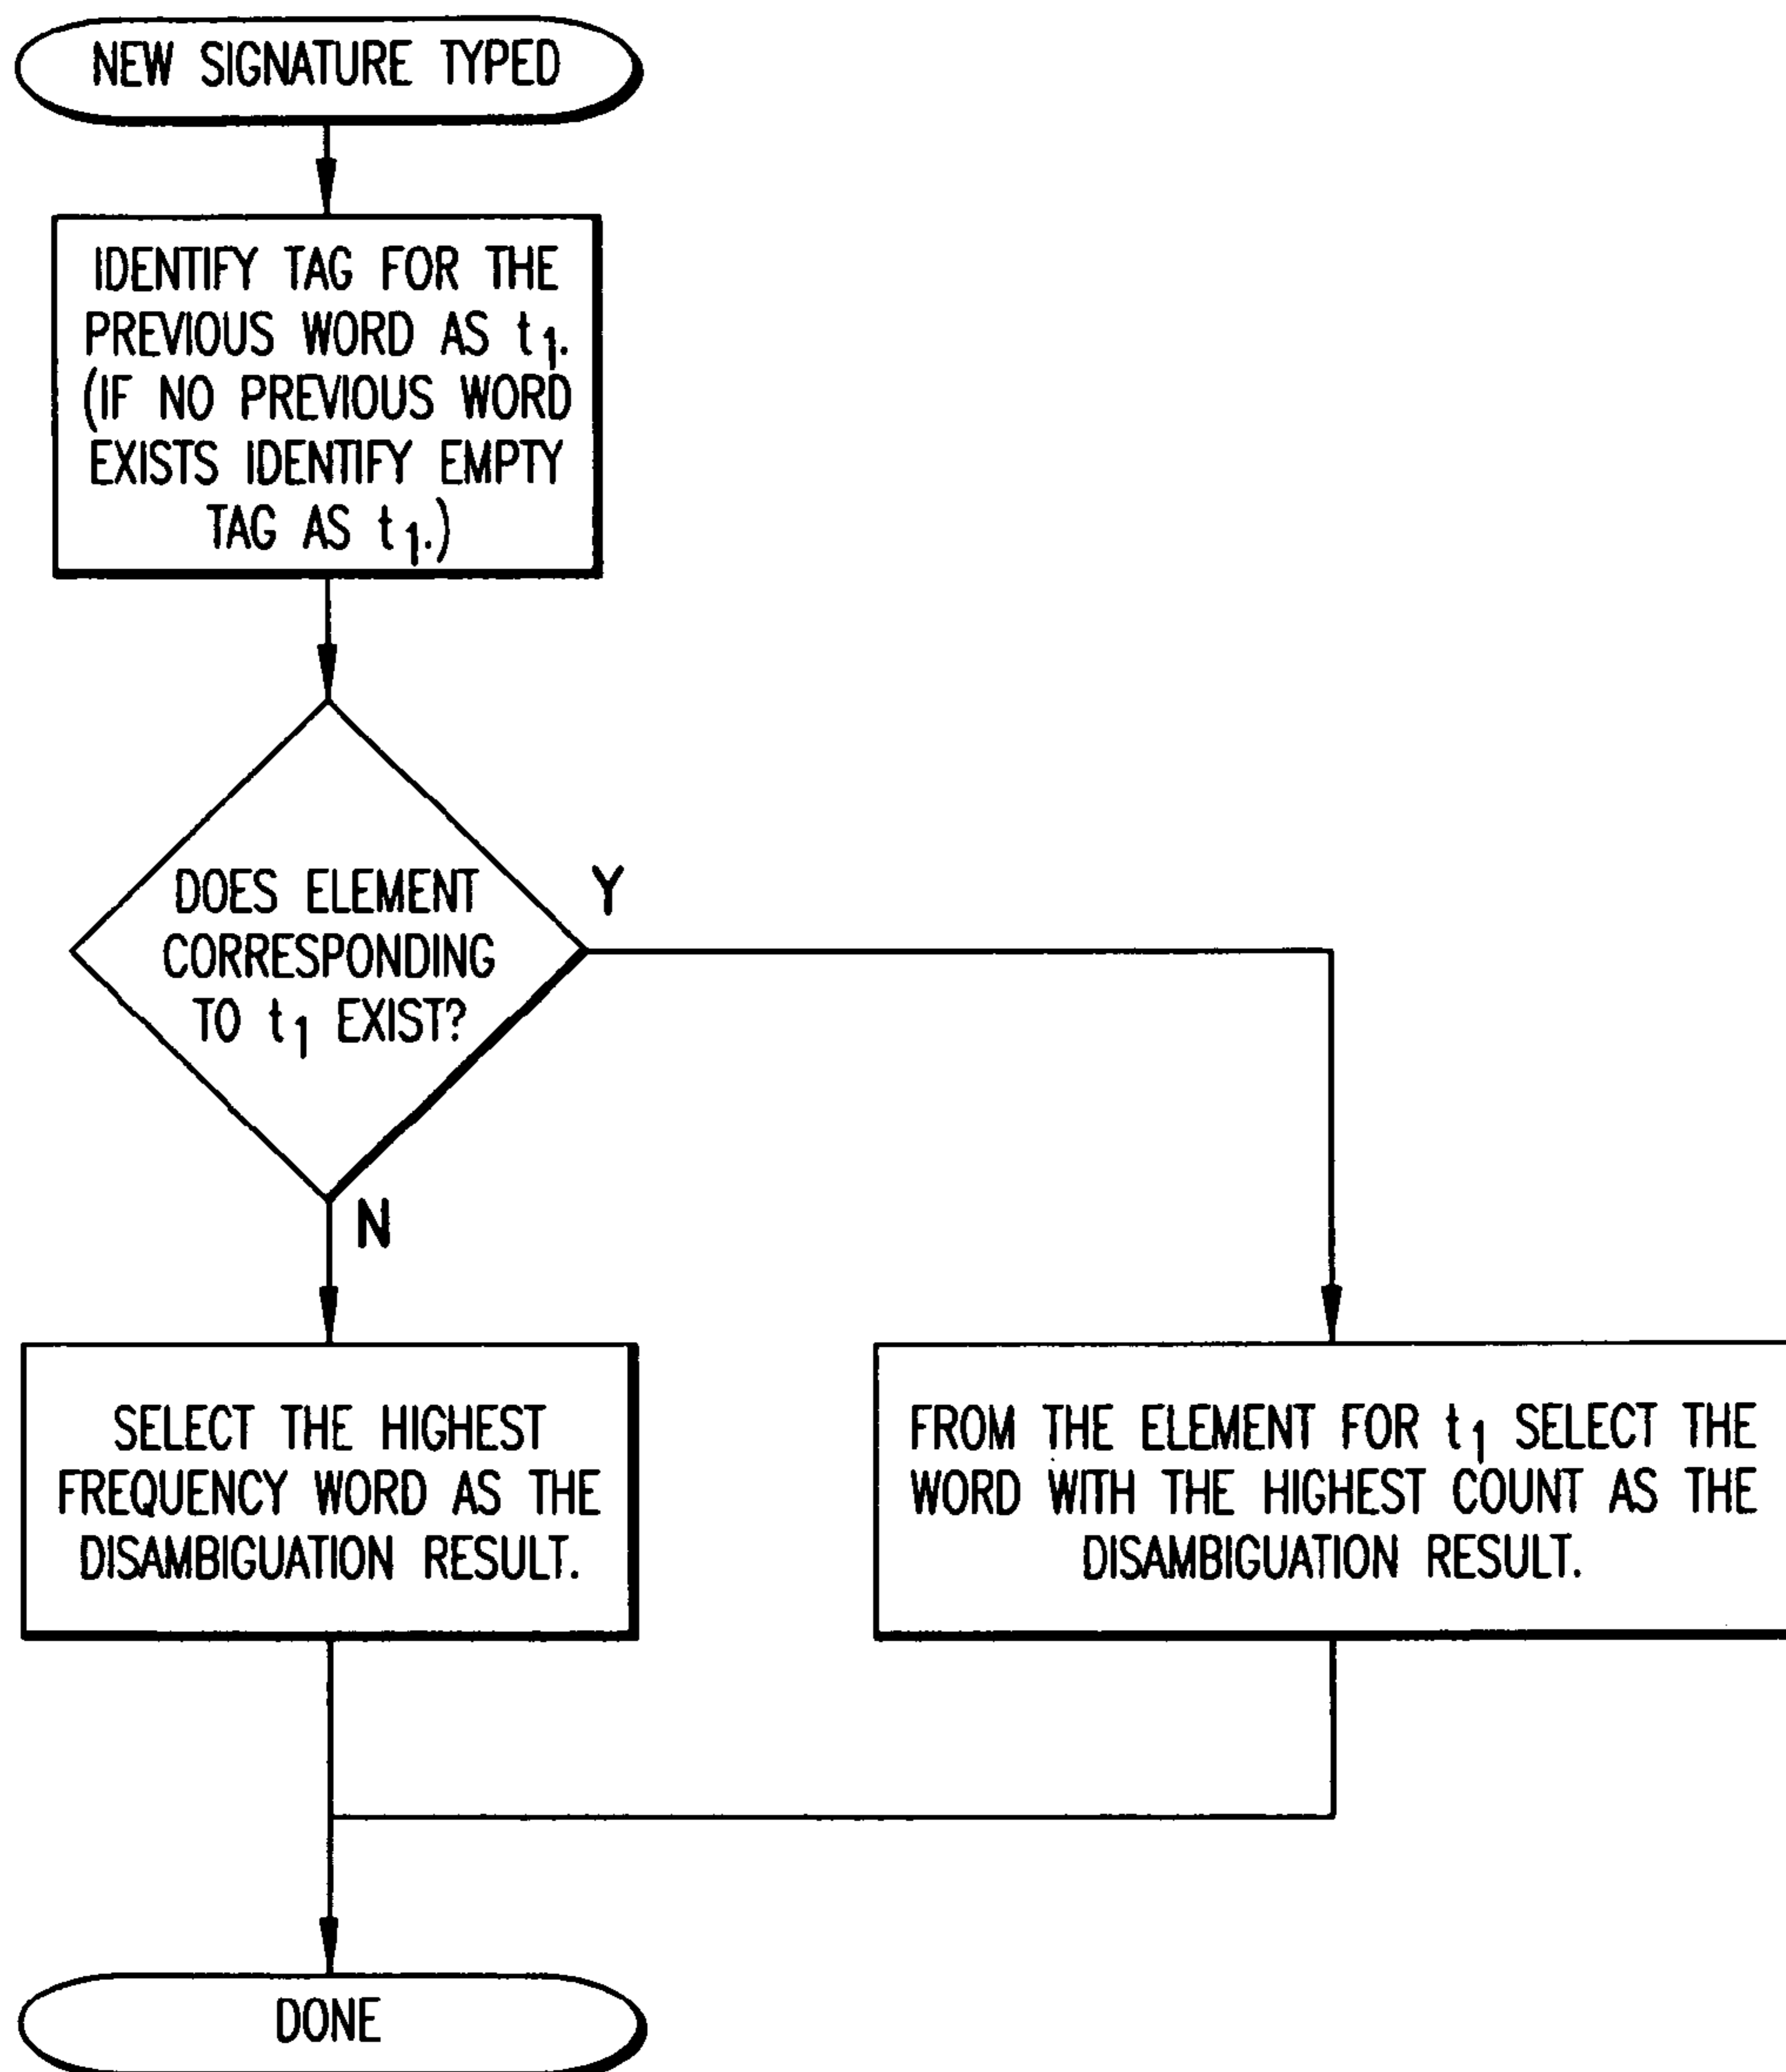 NEW SIGNATURE TYPED
IDENTIFY TAG FOR THE
PREVIOUS WORD AS t1.
(IF NO PREVIOUS WORD
EXISTS IDENTIFY EMPTY
TAG AS t1.)
DOES ELEMENT
CORRESPONDING
TO t1 EXIST?
Y
N
SELECT THE HIGHEST
FREQUENCY WORD AS THE
DISAMBIGUATION RESULT.
FROM THE ELEMENT FOR t1 SELECT THE
WORD WITH THE HIGHEST COUNT AS THE
DISAMBIGUATION RESULT.
DONE